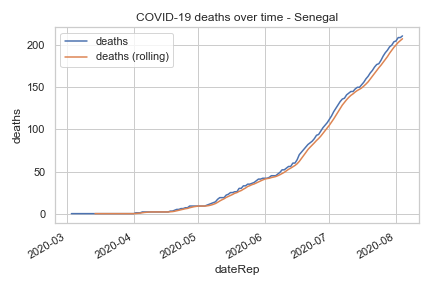 COVID-19 deaths over time - Senegal
deaths
deaths (rolling)
200
150
100
50
0
deaths
2020-03
2020-04
2020-05
2020-06
2020-07
2020-08
dateRep